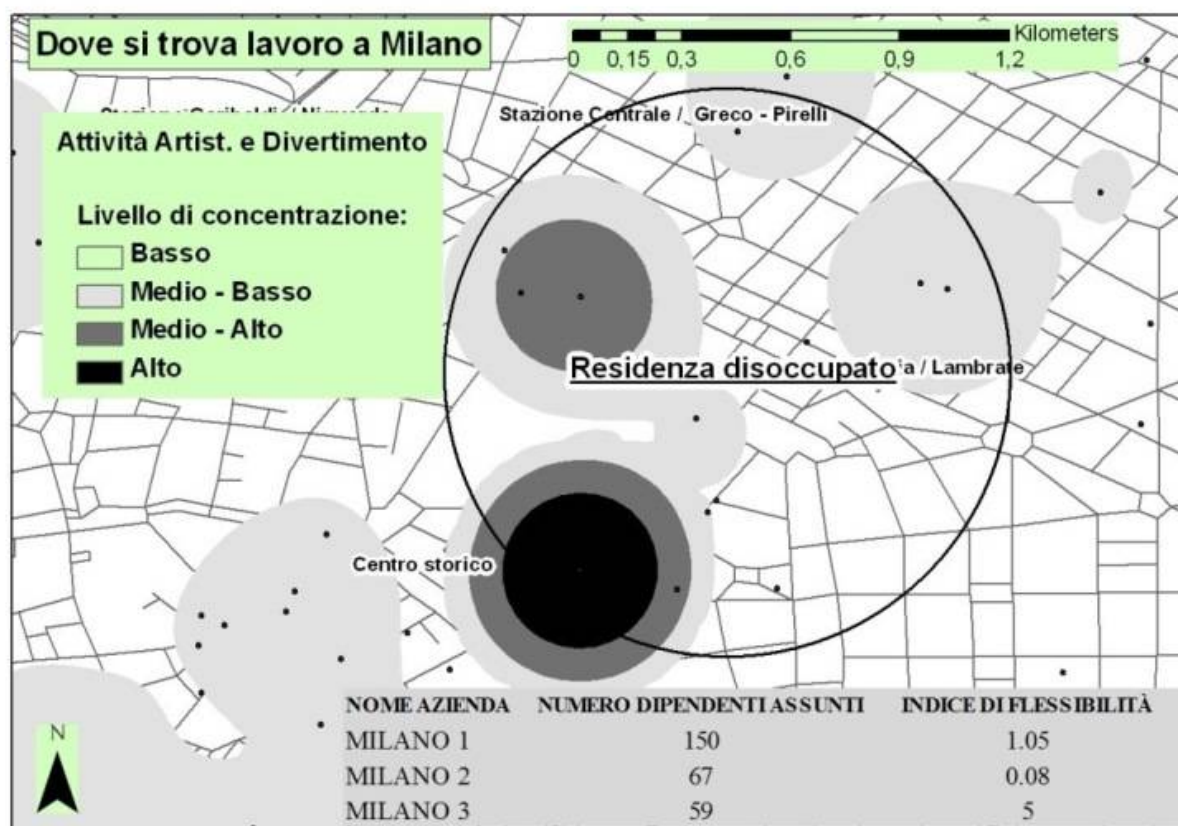 Dove si trova lavoro a Milano
Kilometers
0 0,15 0,3 0,6 0,9 1,2
Stazione Centrale / Greco - Pirelli
Attività Artist. e Divertimento
Livello di concentrazione:
Basso
Medio - Basso
Medio - Alto
Alto
Residenza disoccupato
/ Lambrate
Centro storico
N
NOME AZIENDA NUMERO DIPENDENTI ASSUNTI INDICE DI FLESSIBILITÀ
MILANO 1 150 1.05
MILANO 2 67 0.08
MILANO 3 59 5